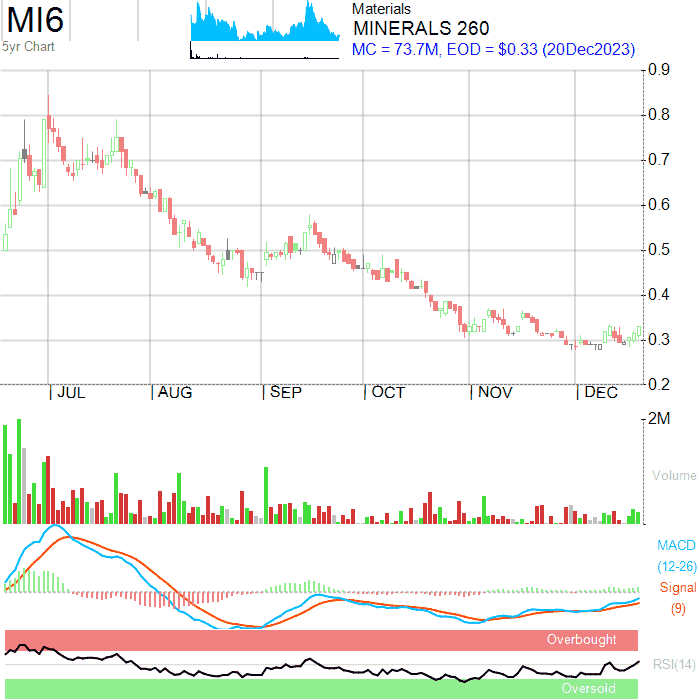 MI6
5yr Chart
Materials
MINERALS 260
MC = 73.7M, EOD = $0.33 (20Dec2023)
0.9
0.8
0.7
0.6
0.5
0.4
0.3
0.2
JUL AUG SEP OCT NOV DEC
2M
Volume
MACD
(12-26)
Signal
(9)
Overbought
RSI(14)
Oversold